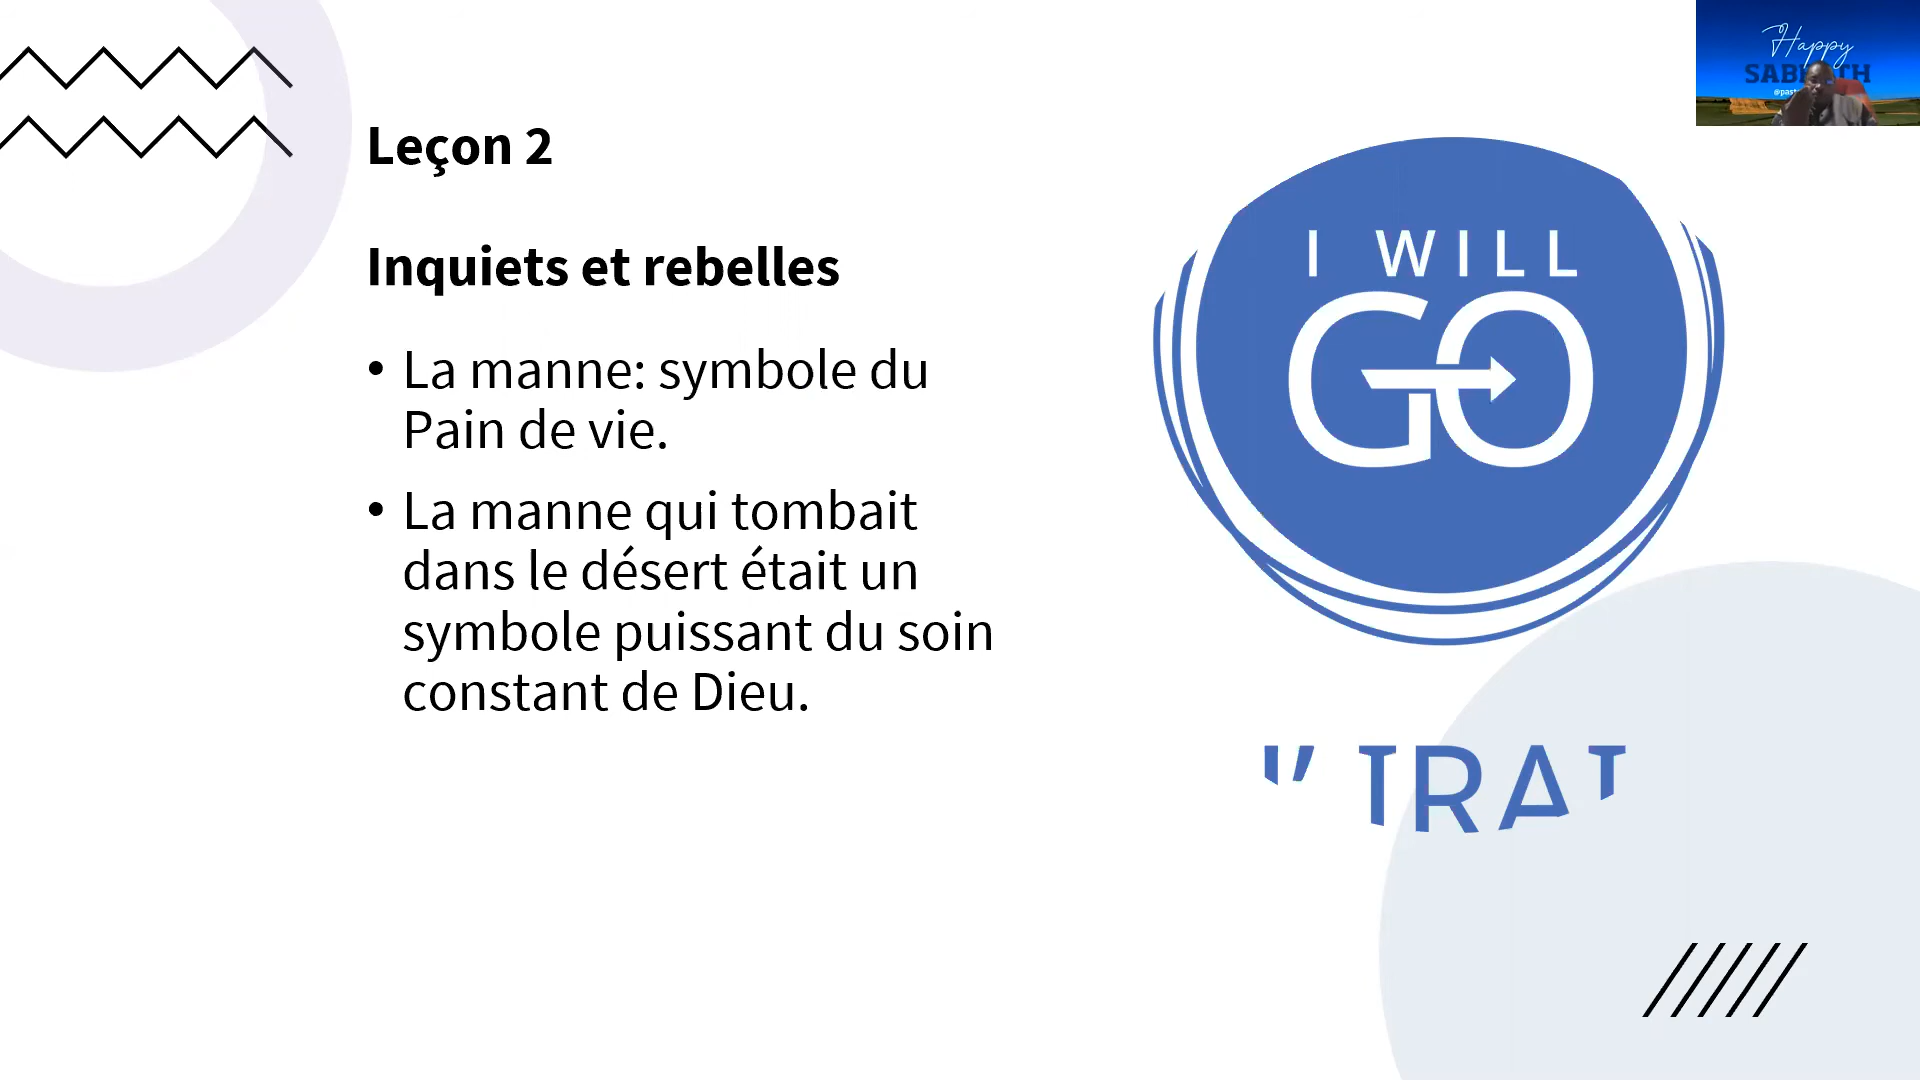 Happy
Leçon 2
Inquiets et rebelles
• La manne: symbole du
Pain de vie.
• La manne qui tombait
dans le désert était un
symbole puissant du soin
constant de Dieu.
I WILL
GO